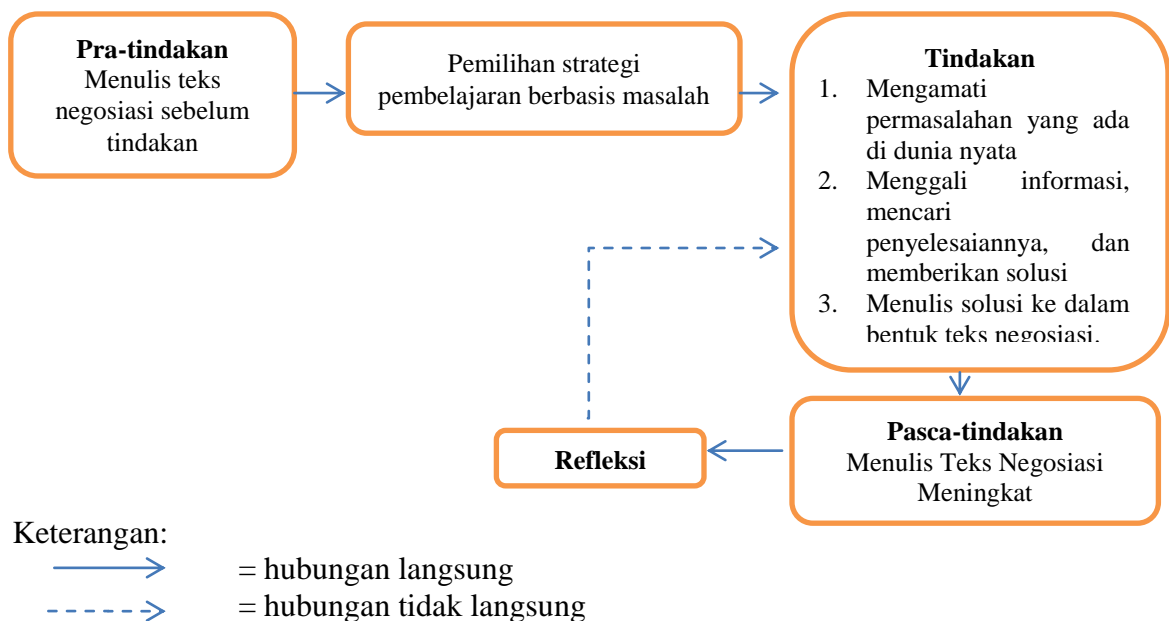 Pra-tindakan
Menulis teks
negosiasi sebelum
tindakan
Pemilihan strategi
pembelajaran berbasis masalah
Tindakan
1. Mengamati
permasalahan yang ada
di dunia nyata
2. Menggali informasi,
mencari
penyelesaiannya, dan
memberikan solusi
3. Menulis solusi ke dalam
bentuk teks negosiasi.
Pasca-tindakan
Menulis Teks Negosiasi
Meningkat
Refleksi
Keterangan:
= hubungan langsung
= hubungan tidak langsung